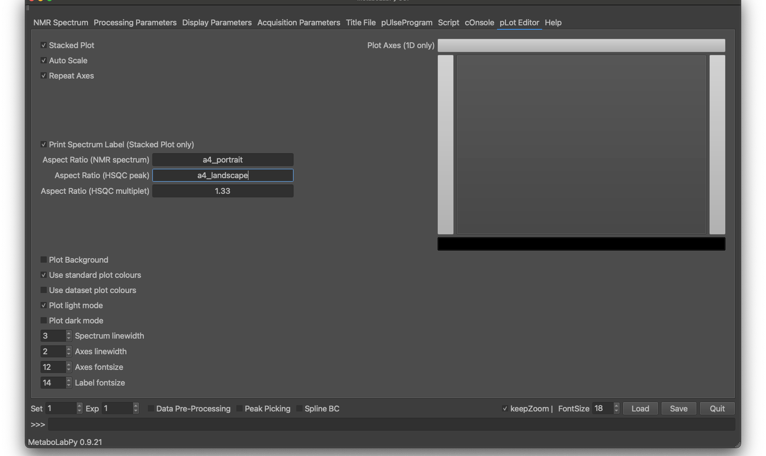 NMR Spectrum Processing Parameters Display Parameters Acquisition Parameters Title File pUlseProgram Script cOnsole pLot Editor Help
Stacked Plot
Plot Axes (1D only)
Auto Scale
Repeat Axes
Print Spectrum Label (Stacked Plot only)
Aspect Ratio (NMR spectrum) a4_portrait
Aspect Ratio (HSQC peak) a4_landscape
Aspect Ratio (HSQC multiplet) 1.33
Plot Background
Use standard plot colours
Use dataset plot colours
Plot light mode
Plot dark mode
3 Spectrum linewidth
2 Axes linewidth
12 Axes fontsize
14 Label fontsize
Set 1 Exp 1 Data Pre-Processing Peak Picking Spline BC keepZoom | FontSize 18 Load Save Quit
>>>
MetaboLabPy 0.9.21